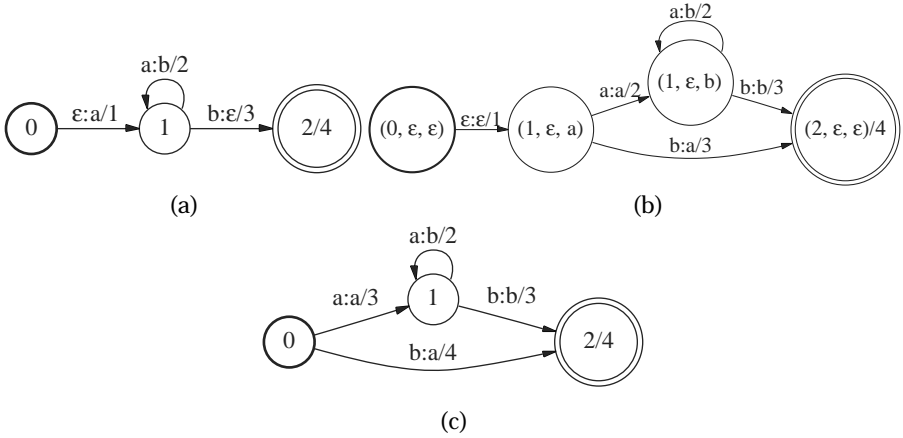 a:b/2
ε:a/1
b:ε/3
0
1
2/4
(a)
a:b/2
(0, ε, ε)
ε:ε/1
(1, ε, a)
a:a/2
(1, ε, b)
b:b/3
b:a/3
(2, ε, ε)/4
(b)
a:b/2
a:a/3
1
b:b/3
0
b:a/4
2/4
(c)